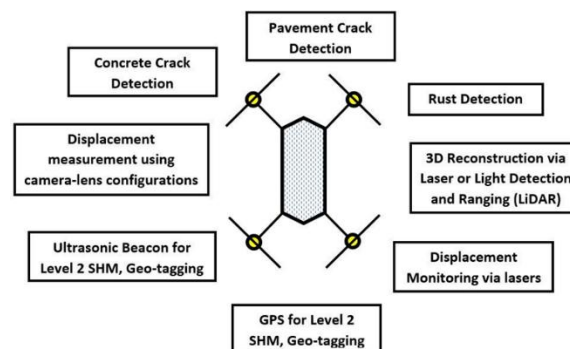 Pavement Crack
Detection
Concrete Crack
Detection
Rust Detection
Displacement
measurement using
camera-lens configurations
3D Reconstruction via
Laser or Light Detection
and Ranging (LiDAR)
Ultrasonic Beacon for
Level 2 SHM, Geo-tagging
Displacement
Monitoring via lasers
GPS for Level 2
SHM, Geo-tagging